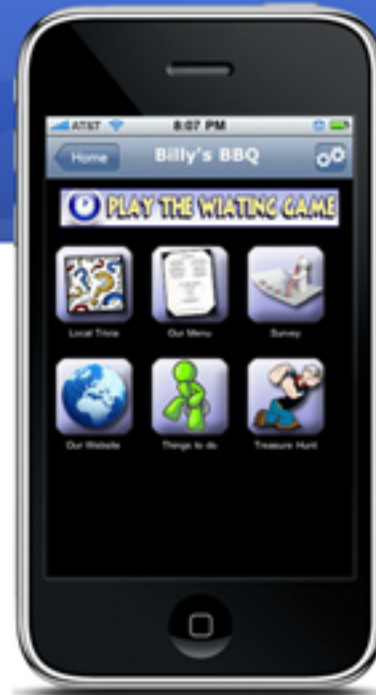 AT&T 8:07 PM
Home Billy's BBQ
PLAY THE WIATING GAME
Local Trivia Our Menu Survey
Our Website Things to do Treasure Hunt